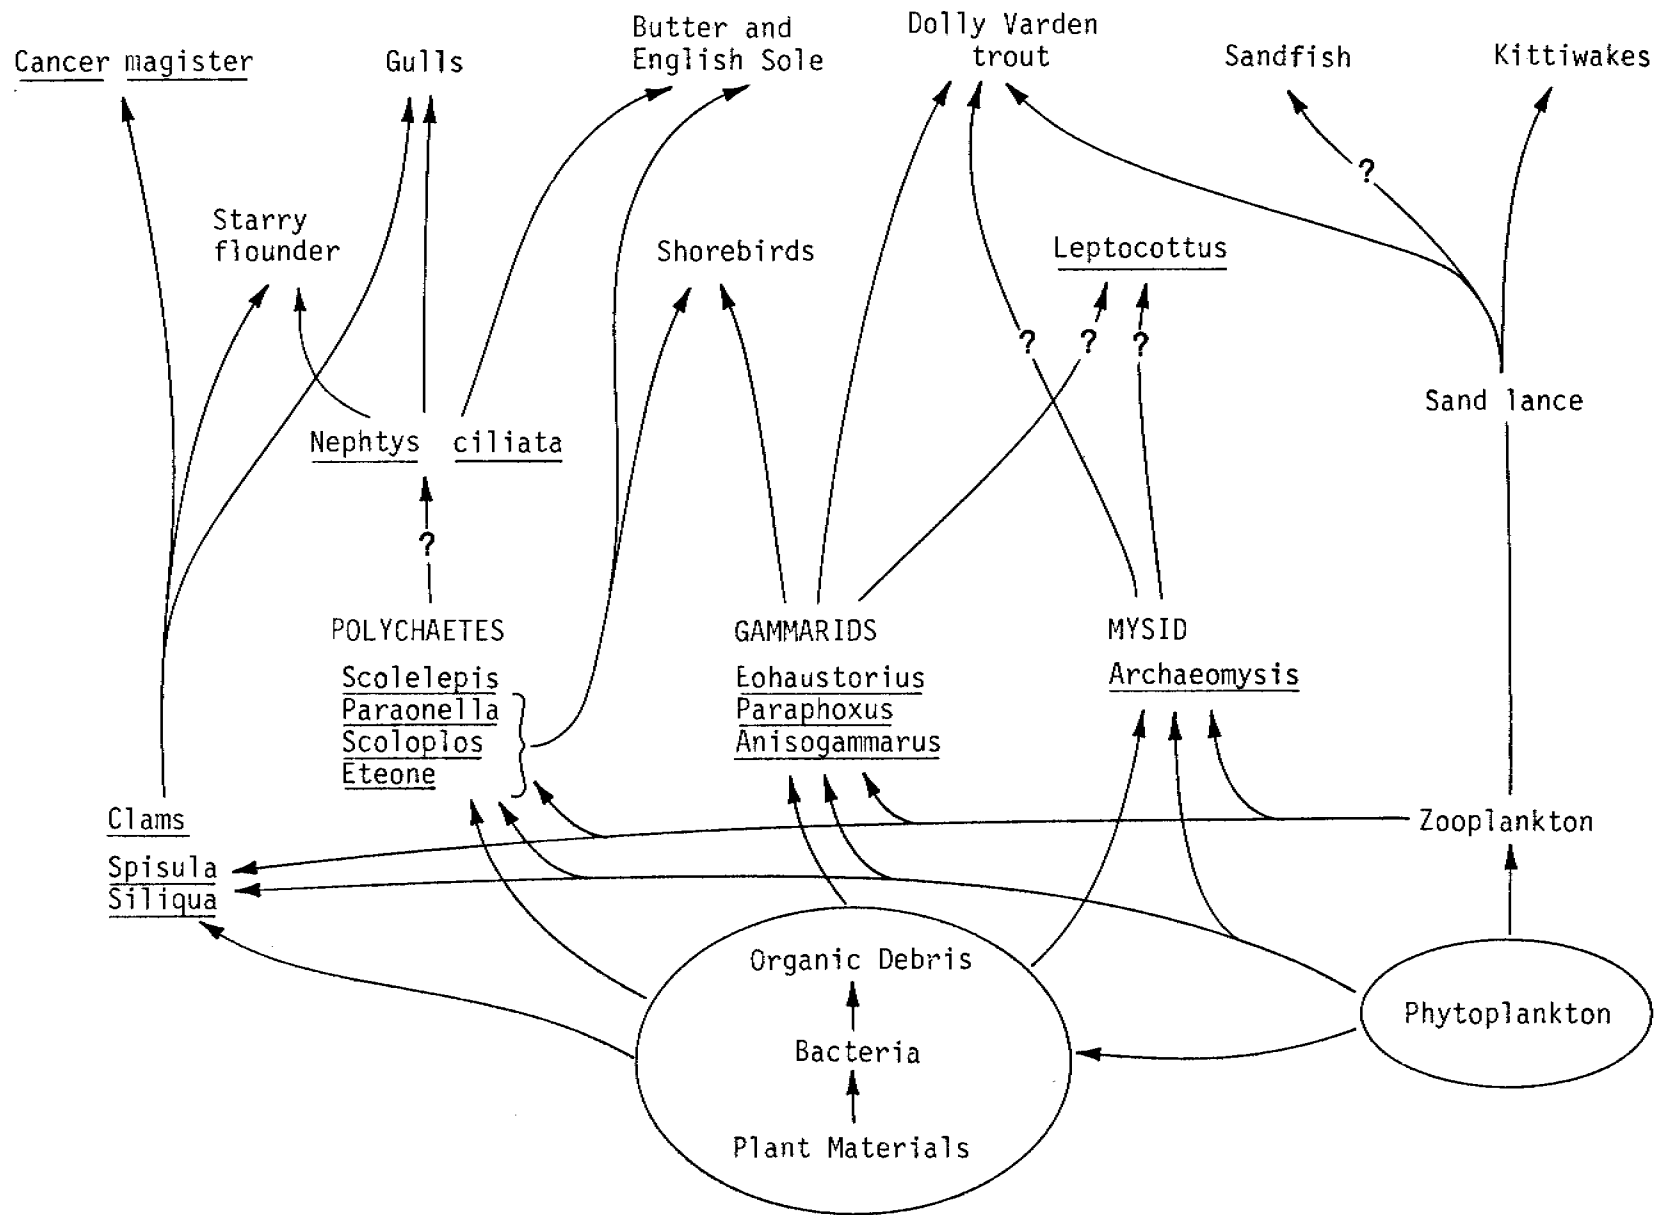 Cancer magister
Gulls
Butter and
English Sole
Dolly Varden
trout
Sandfish
Kittiwakes
?
Starry
flounder
Shorebirds
Leptocottus
?
?
?
Sand lance
Nephtys ciliata
?
POLYCHAETES
Scolelepis
Paraonella
Scoloplos
Eteone
GAMMARIDS
Eohaustorius
Paraphoxus
Anisogammarus
MYSID
Archaeomysis
Clams
Spisula
Siliqua
Zooplankton
Organic Debris
Bacteria
Plant Materials
Phytoplankton